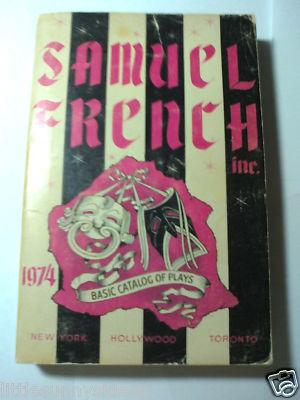 SAMUEL
FRENCH
inc.
1974
BASIC CATALOG OF PLAYS
NEW YORK HOLLYWOOD TORONTO